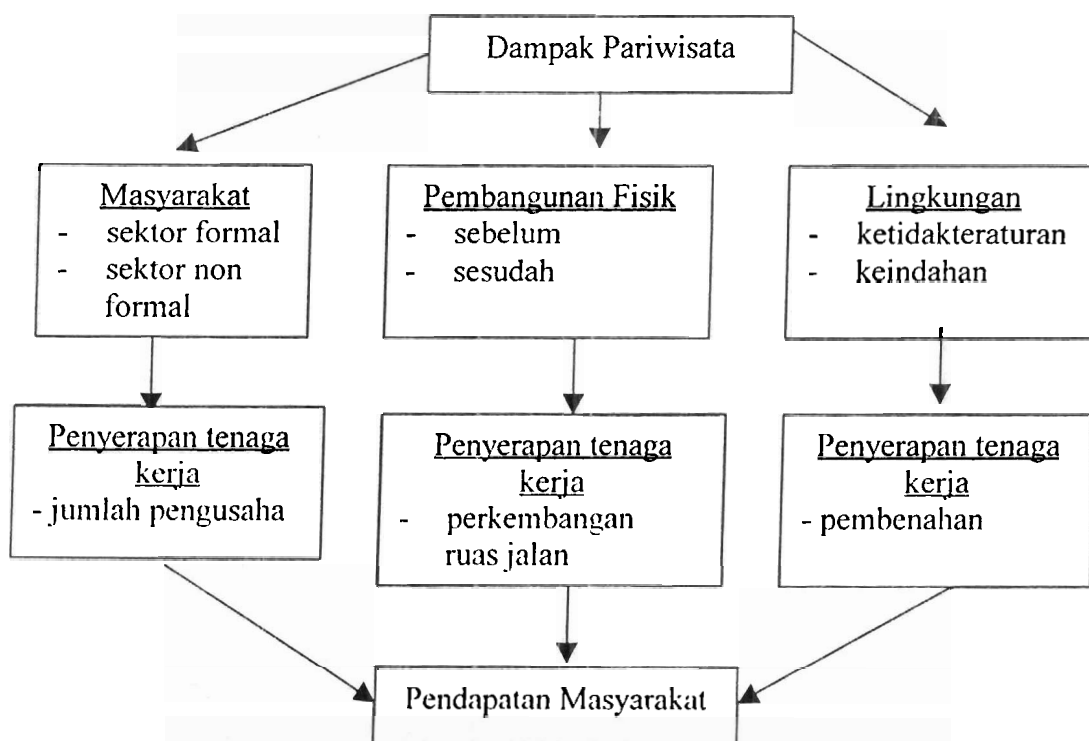 Dampak Pariwisata
Masyarakat
- sektor formal
- sektor non
formal
Pembangunan Fisik
- sebelum
- sesudah
Lingkungan
- ketidakteraturan
- keindahan
Penyerapan tenaga
kerja
- jumlah pengusaha
Penyerapan tenaga
kerja
- perkembangan
ruas jalan
Penyerapan tenaga
kerja
- pembenahan
Pendapatan Masyarakat